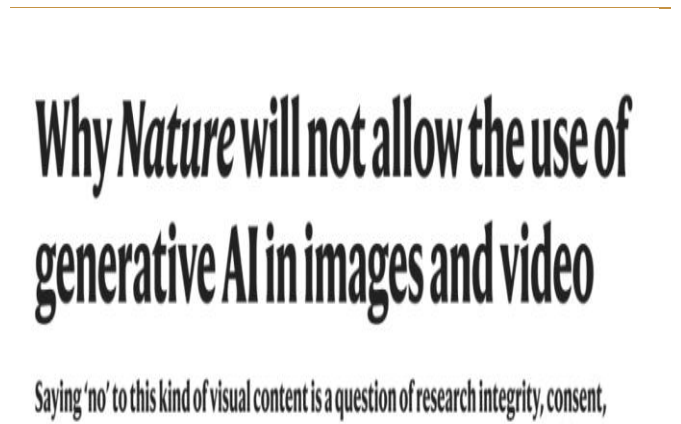 Why Nature will not allow the use of
generative AI in images and video
Saying ‘no’ to this kind of visual content is a question of research integrity, consent,